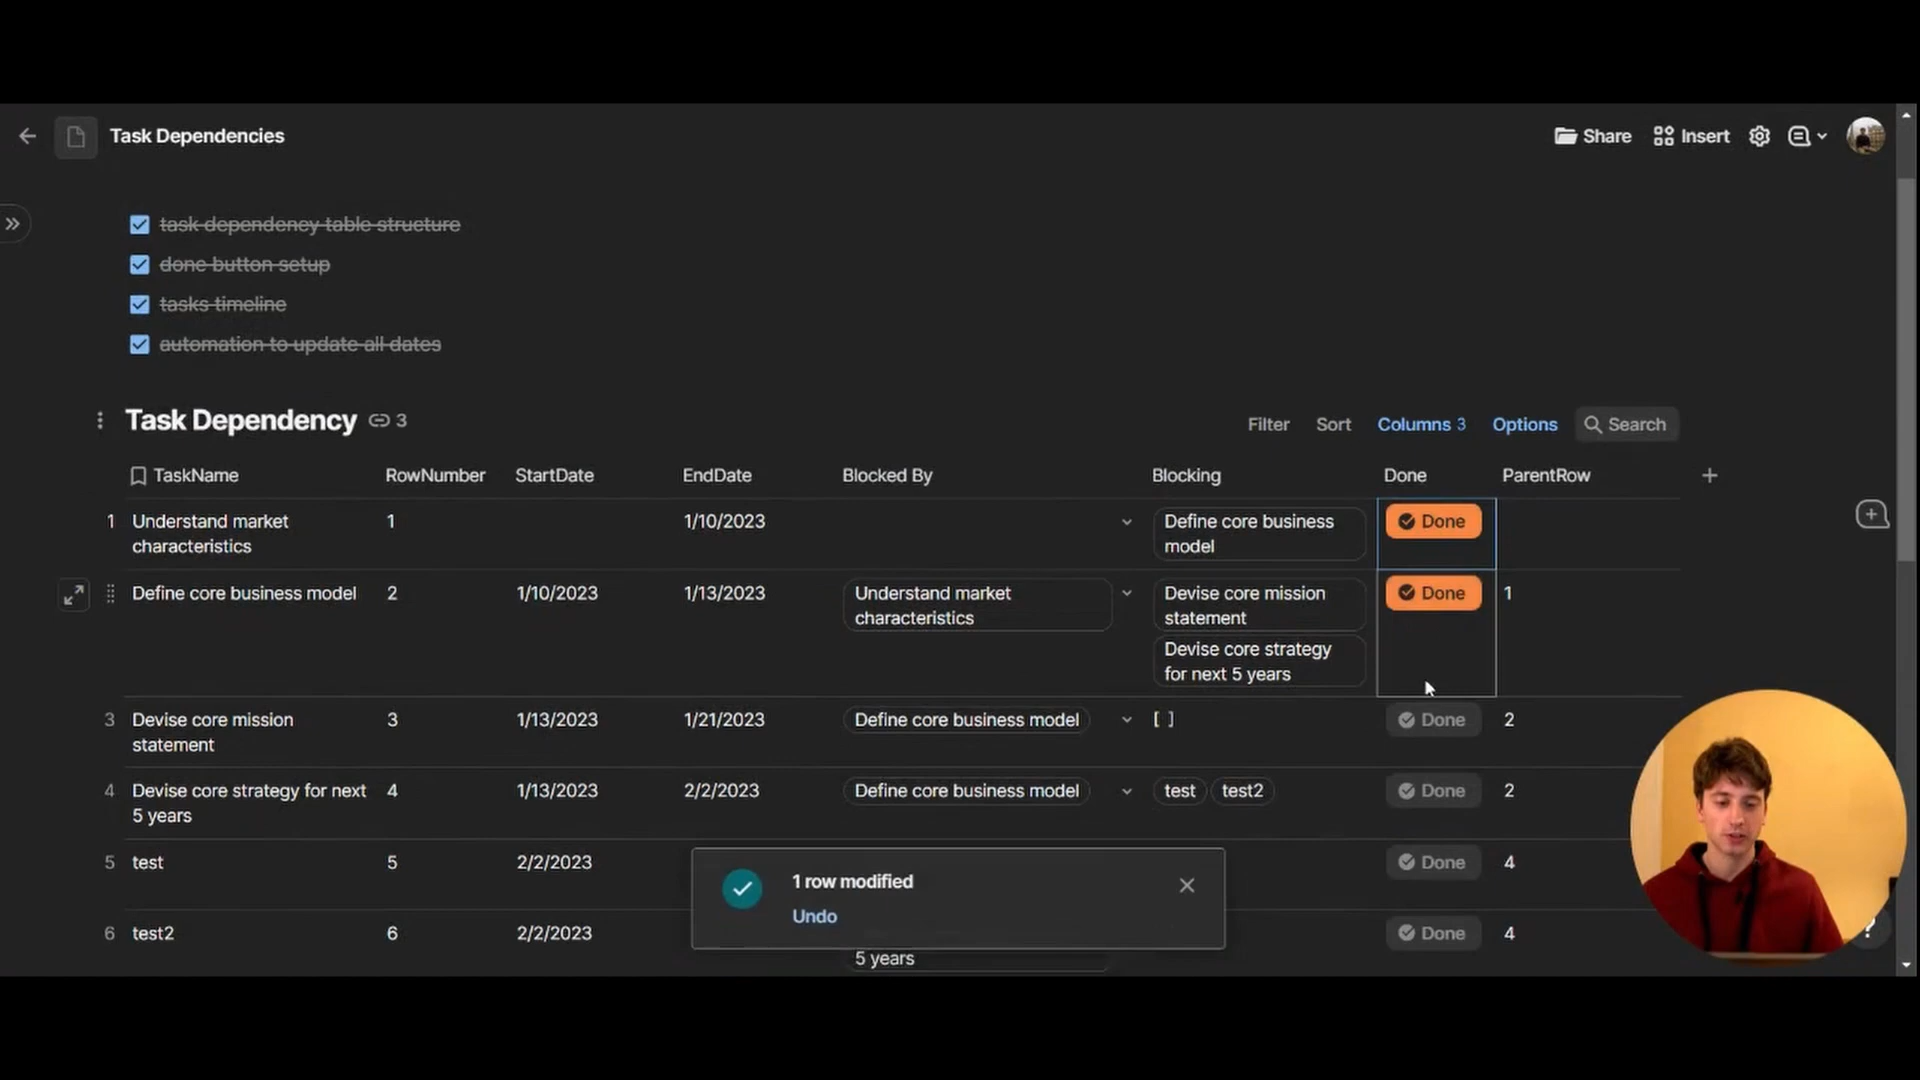 Task Dependencies
Share
Insert
task dependency table structure
done button setup
tasks timeline
automation to update all dates
Task Dependency 3
Filter
Sort
Columns 3
Options
Search
TaskName RowNumber StartDate EndDate Blocked By Blocking Done ParentRow
1 Understand market 1 1/10/2023 Define core business Done
characteristics model
Define core business model 2 1/10/2023 1/13/2023 Understand market Devise core mission Done 1
characteristics statement
Devise core strategy
for next 5 years
3 Devise core mission 3 1/13/2023 1/21/2023 Define core business model [ ] Done 2
statement
4 Devise core strategy for next 4 1/13/2023 2/2/2023 Define core business model test test2 Done 2
5 years
5 test 5 2/2/2023 Done 4
1 row modified
Undo
6 test2 6 2/2/2023 Done 4
5 years
?